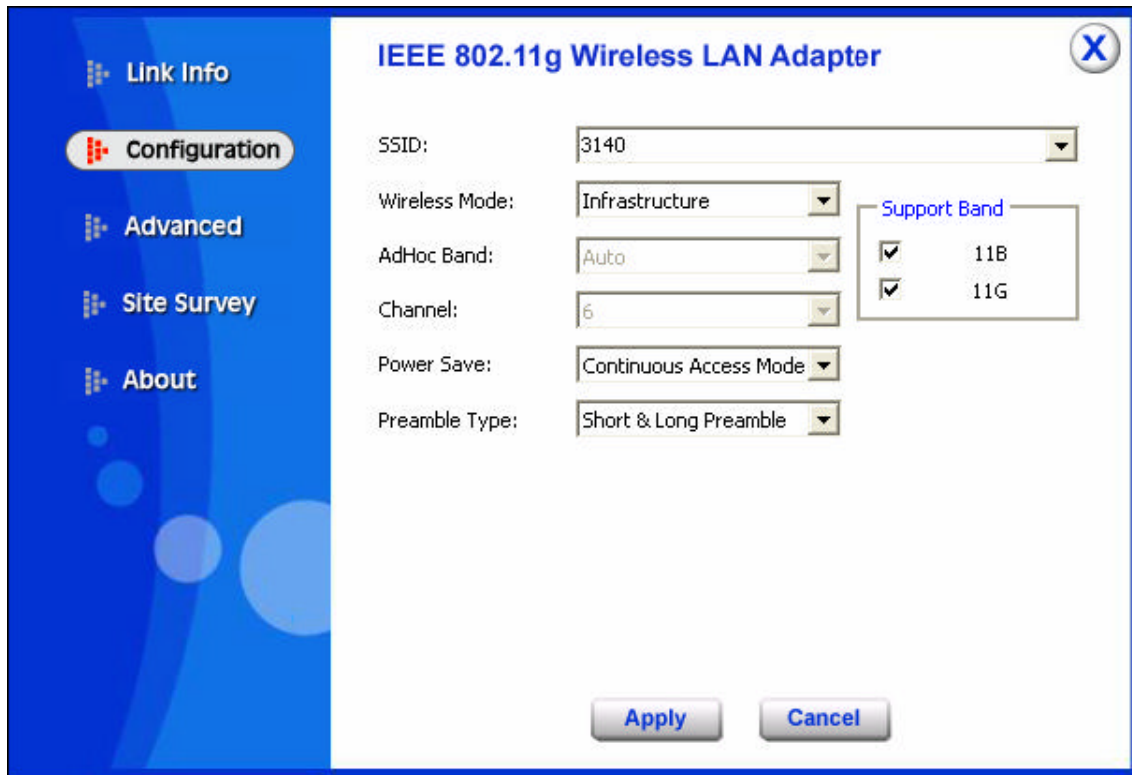 Link Info
Configuration
Advanced
Site Survey
About
IEEE 802.11g Wireless LAN Adapter
X
SSID:
3140
Wireless Mode:
Infrastructure
AdHoc Band:
Auto
Channel:
6
Power Save:
Continuous Access Mode
Preamble Type:
Short & Long Preamble
Support Band
11B
11G
Apply
Cancel